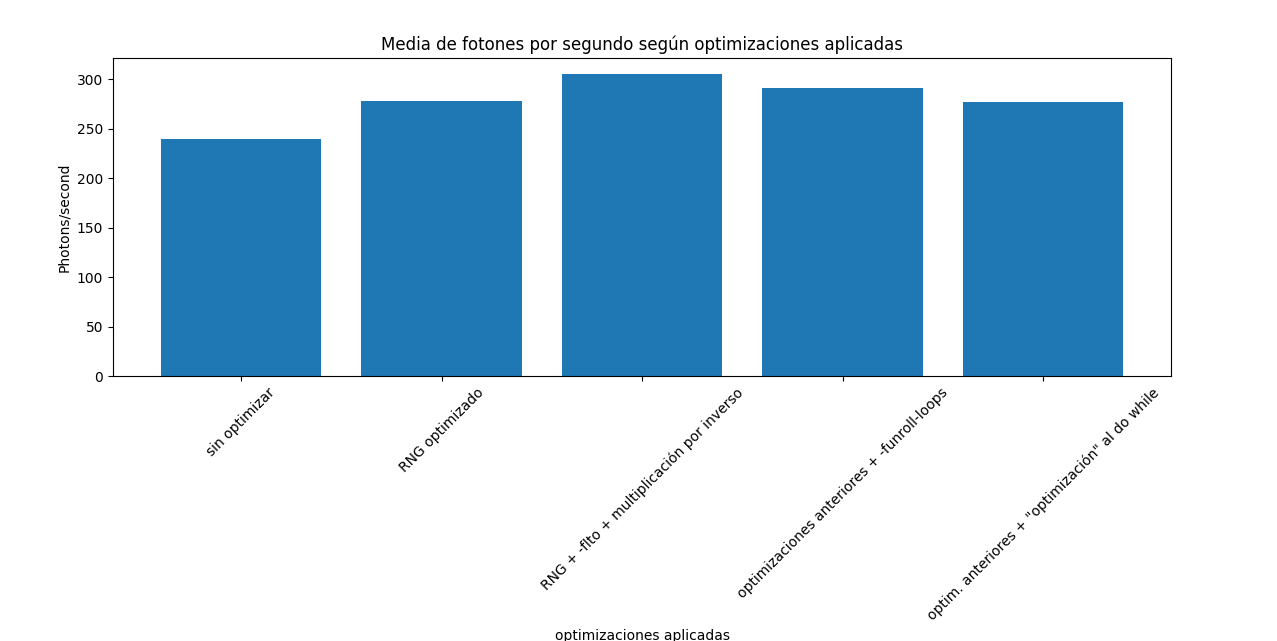 Media de fotones por segundo según optimizaciones aplicadas
300
250
200
150
100
50
0
Photons/second
sin optimizar
RNG optimizado
RNG + -flto + multiplicación por inverso
optimizaciones anteriores + -funroll-loops
optim. anteriores + "optimización" al do while
optimizaciones aplicadas